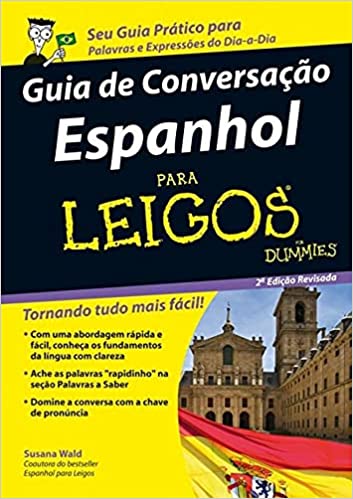 Seu Guia Prático para
Palavras e Expressões do Dia-a-Dia
Guia de Conversação
Espanhol
PARA
LEIGOS
FOR
DUMMIES
2ª Edição Revisada
Tornando tudo mais fácil!
• Com uma abordagem rápida e
fácil, conheça os fundamentos
da língua com clareza
• Ache as palavras "rapidinho" na
seção Palavras a Saber
• Domine a conversa com a chave
de pronúncia
Susana Wald
Coautora do bestseller
Espanhol para Leigos